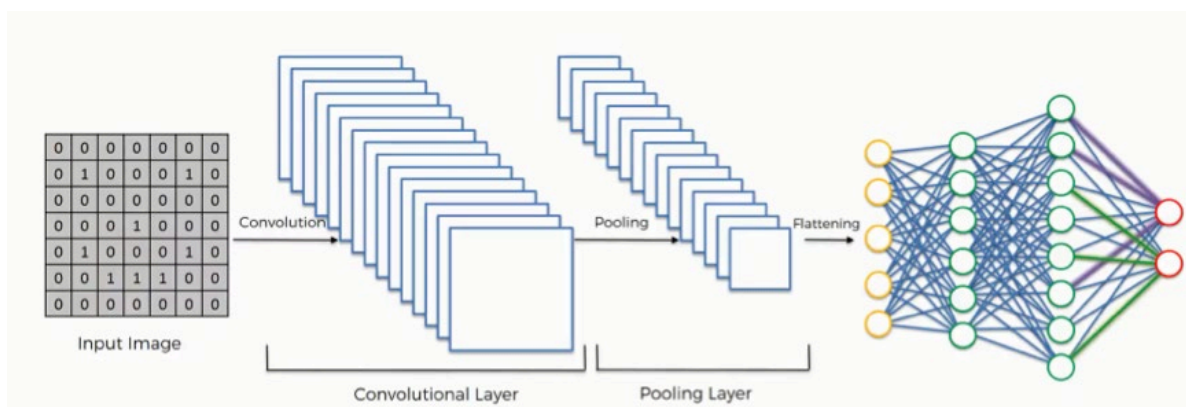 0 0 0 0 0 0 0
0 1 0 0 0 1 0
0 0 0 0 0 0 0
0 0 0 1 0 0 0
0 1 0 0 0 1 0
0 0 1 1 1 0 0
0 0 0 0 0 0 0
Input Image
Convolution
Pooling
Flattening
Convolutional Layer
Pooling Layer